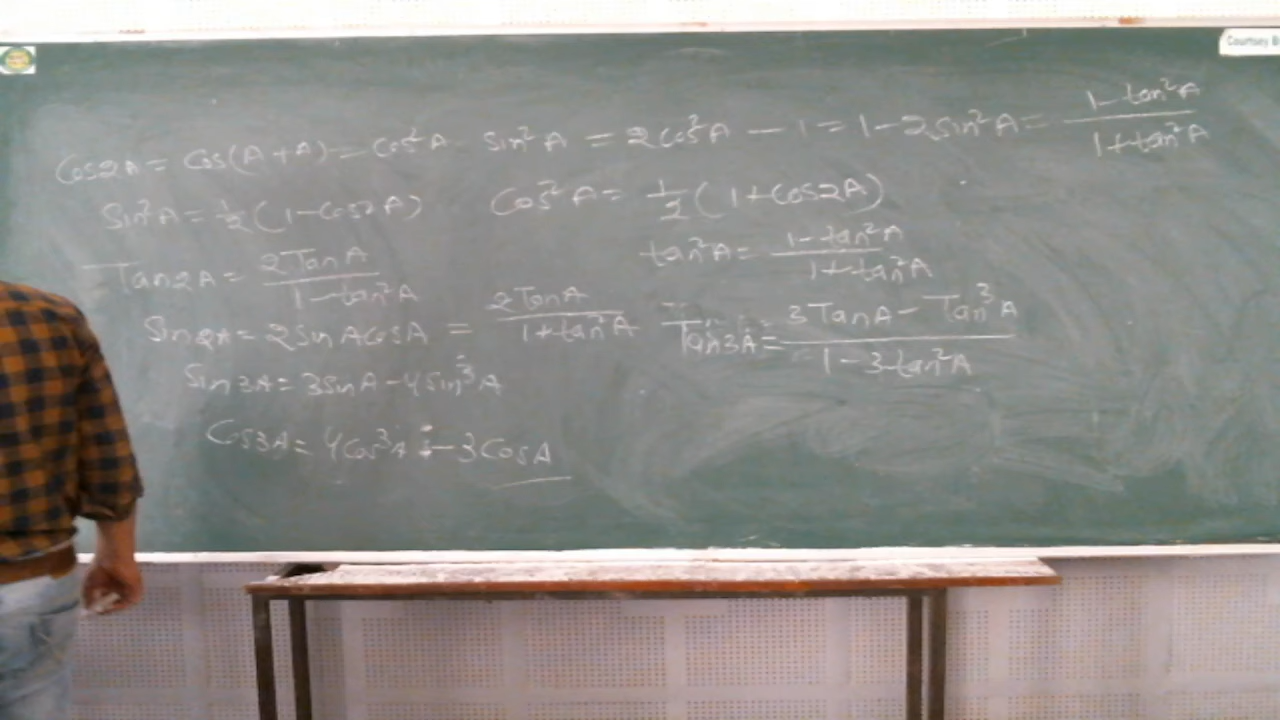 Cos2A = Cos(A+A) = Cos²A sin²A = 2cos²A - 1 = 1-2sin²A = (1-tan²A)/(1+tan²A)
Sin²A = 1/2 (1-Cos2A) Cos²A = 1/2 (1+Cos2A)
Tan2A = (2TanA)/(1-tan²A) tan²A = (1-tan²A)/(1+tan²A)
Sin2A = 2sinAcosA = (2TanA)/(1+tan²A) Tan3A = (3TanA - Tan³A)/(1-3tan²A)
Sin3A = 3sinA - 4sin³A
Cos3A = 4cos³A - 3CosA
Courtsey B